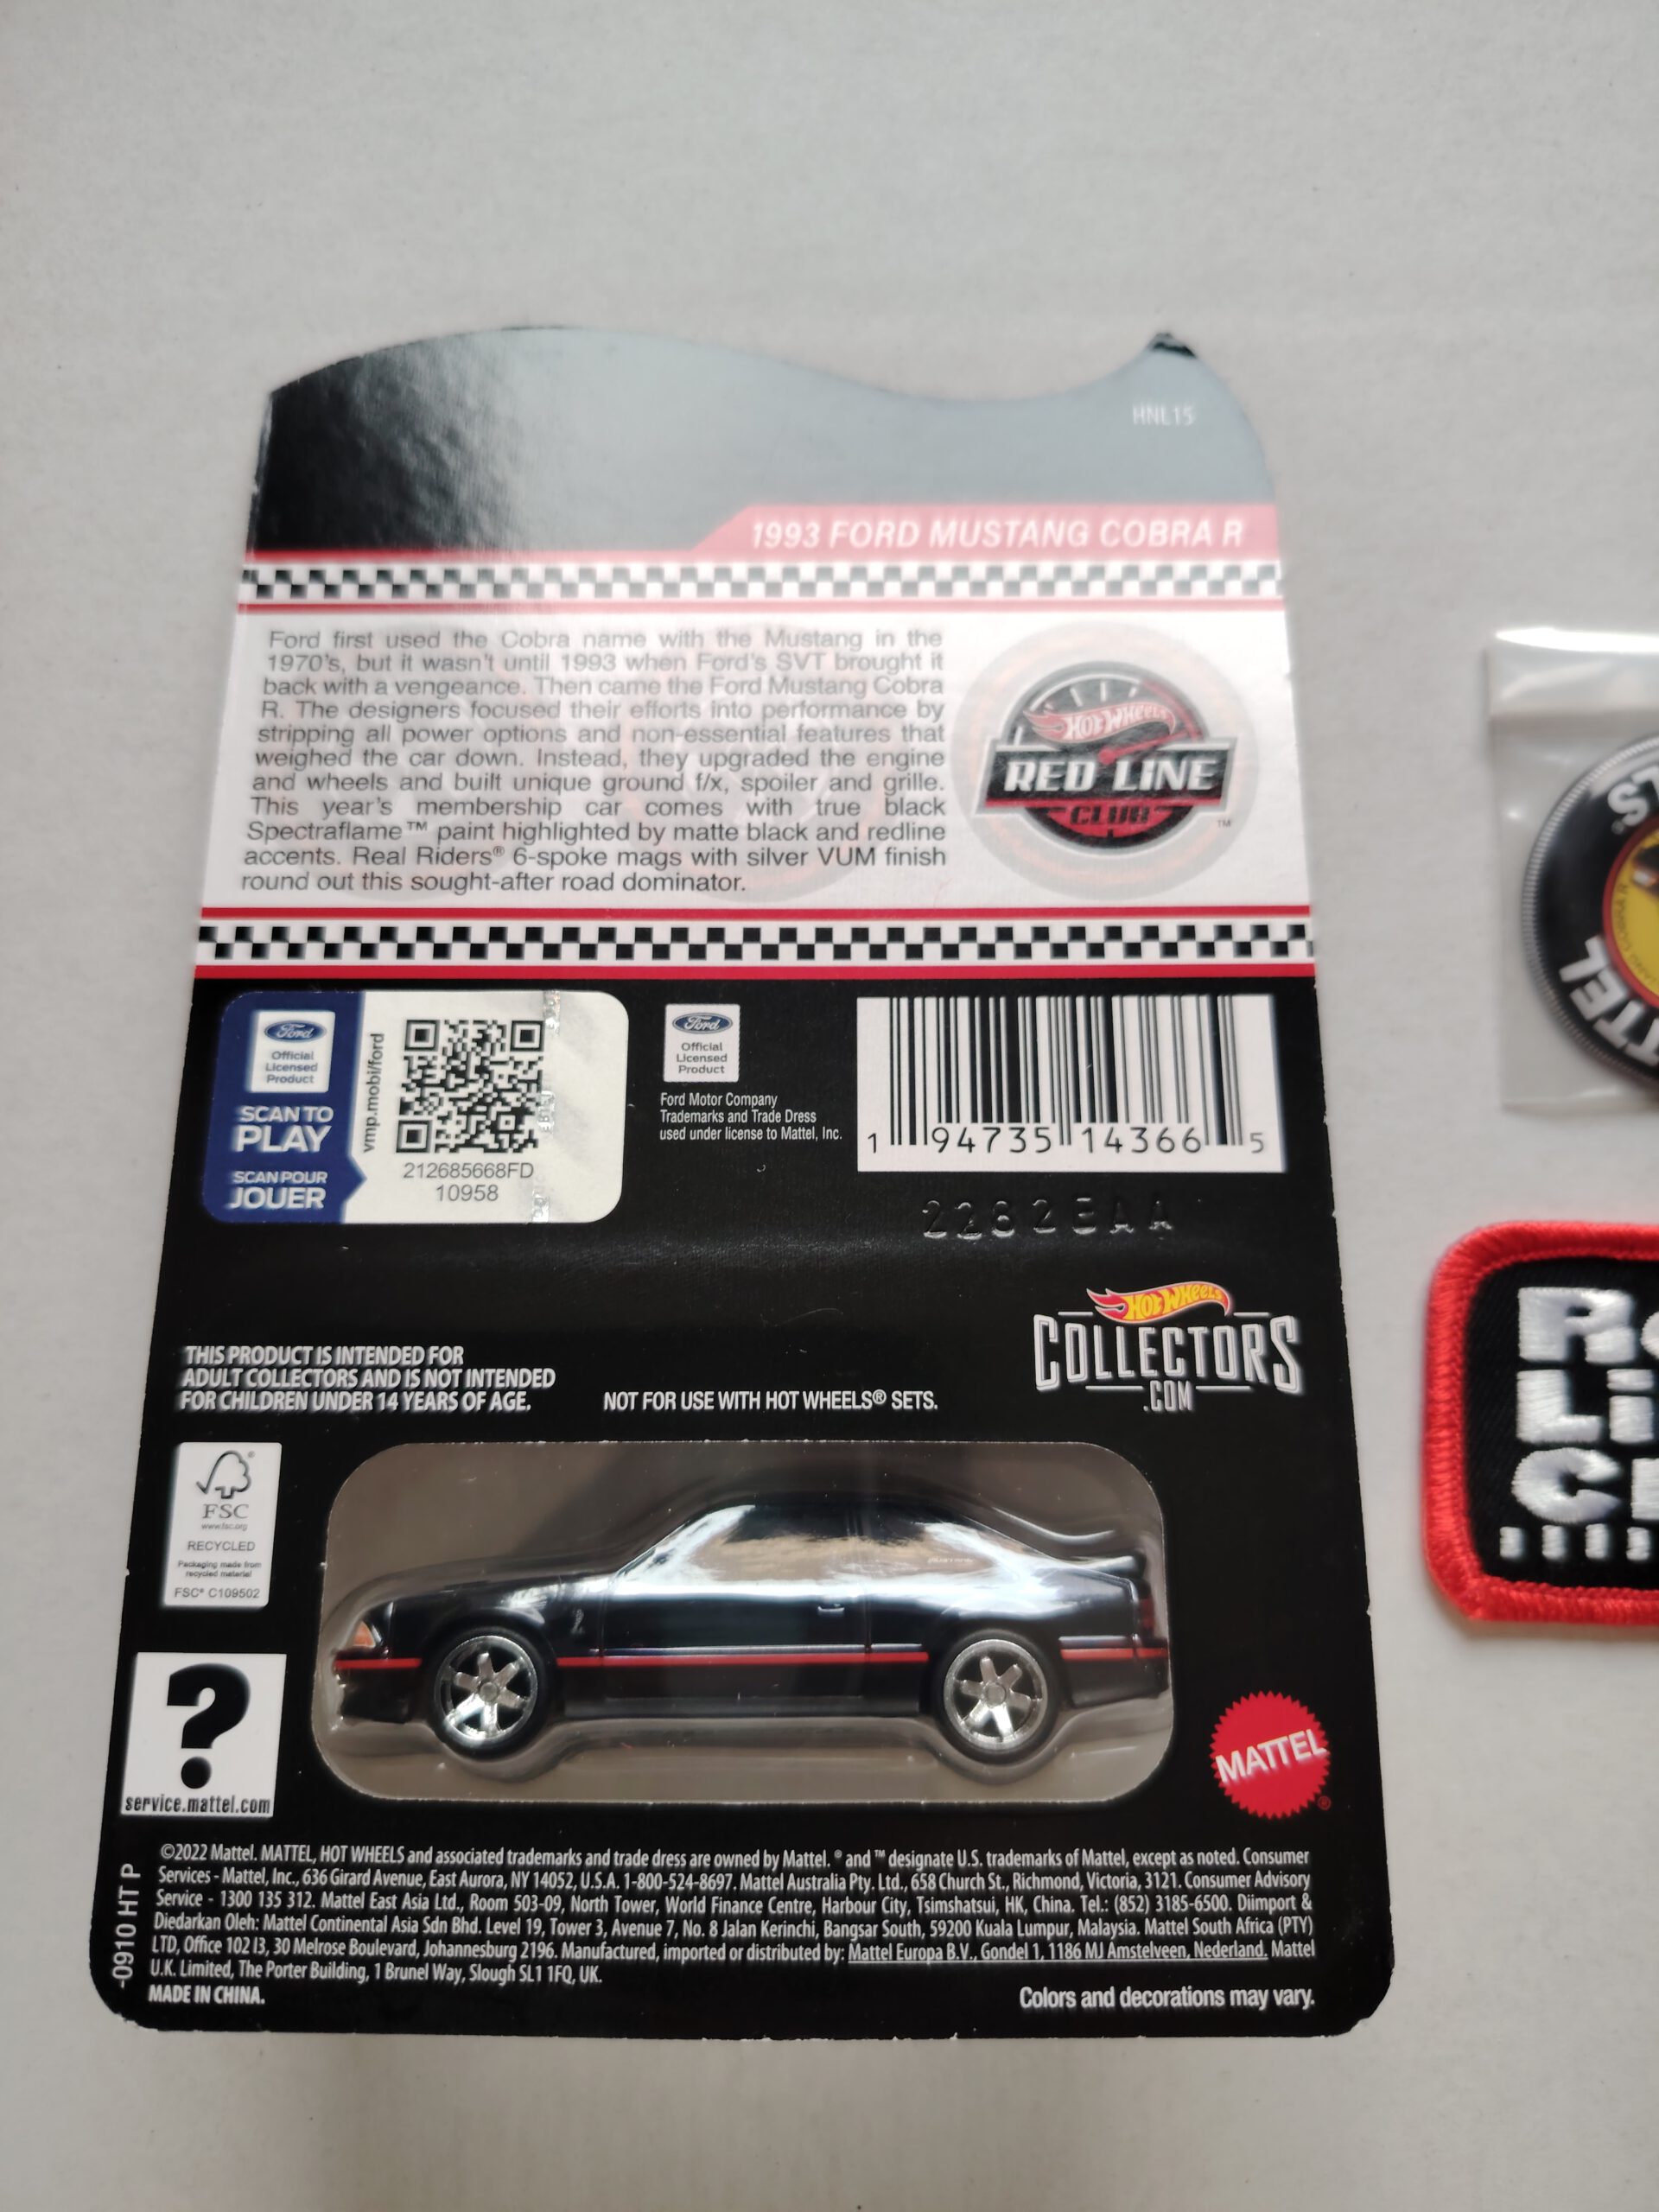 HNL15
1993 FORD MUSTANG COBRA R
Ford first used the Cobra name with the Mustang in the
1970's, but it wasn't until 1993 when Ford's SVT brought it
back with a vengeance. Then came the Ford Mustang Cobra
R. The designers focused their efforts into performance by
stripping all power options and non-essential features that
weighed the car down. Instead, they upgraded the engine
and wheels and built unique ground f/x, spoiler and grille.
This year's membership car comes with true black
Spectraflame™ paint highlighted by matte black and redline
accents. Real Riders® 6-spoke mags with silver VUM finish
round out this sought-after road dominator.
HOT WHEELS
RED LINE
CLUB™
Ford
Official
Licensed
Product
SCAN TO
PLAY
SCAN POUR
JOUER
vmp.mobi/ford
212685668FD
10958
Ford
Official
Licensed
Product
Ford Motor Company
Trademarks and Trade Dress
used under license to Mattel, Inc.
1 94735 14366 5
2282EAA
HOT WHEELS
COLLECTORS
.COM
THIS PRODUCT IS INTENDED FOR
ADULT COLLECTORS AND IS NOT INTENDED
FOR CHILDREN UNDER 14 YEARS OF AGE.
NOT FOR USE WITH HOT WHEELS® SETS.
FSC®
www.fsc.org
RECYCLED
Packaging made from
recycled material
FSC® C109502
?
service.mattel.com
MATTEL®
-0910 HT P
©2022 Mattel. MATTEL, HOT WHEELS and associated trademarks and trade dress are owned by Mattel. ® and ™ designate U.S. trademarks of Mattel, except as noted. Consumer
Services - Mattel, Inc., 636 Girard Avenue, East Aurora, NY 14052, U.S.A. 1-800-524-8697. Mattel Australia Pty. Ltd., 658 Church St., Richmond, Victoria, 3121. Consumer Advisory
Service - 1300 135 312. Mattel East Asia Ltd., Room 503-09, North Tower, World Finance Centre, Harbour City, Tsimshatsui, HK, China. Tel.: (852) 3185-6500. Diimport &
Diedarkan Oleh: Mattel Continental Asia Sdn Bhd. Level 19, Tower 3, Avenue 7, No. 8 Jalan Kerinchi, Bangsar South, 59200 Kuala Lumpur, Malaysia. Mattel South Africa (PTY)
LTD, Office 102 I3, 30 Melrose Boulevard, Johannesburg 2196. Manufactured, imported or distributed by: Mattel Europa B.V., Gondel 1, 1186 MJ Amstelveen, Nederland. Mattel
U.K. Limited, The Porter Building, 1 Brunel Way, Slough SL1 1FQ, UK.
MADE IN CHINA.
Colors and decorations may vary.